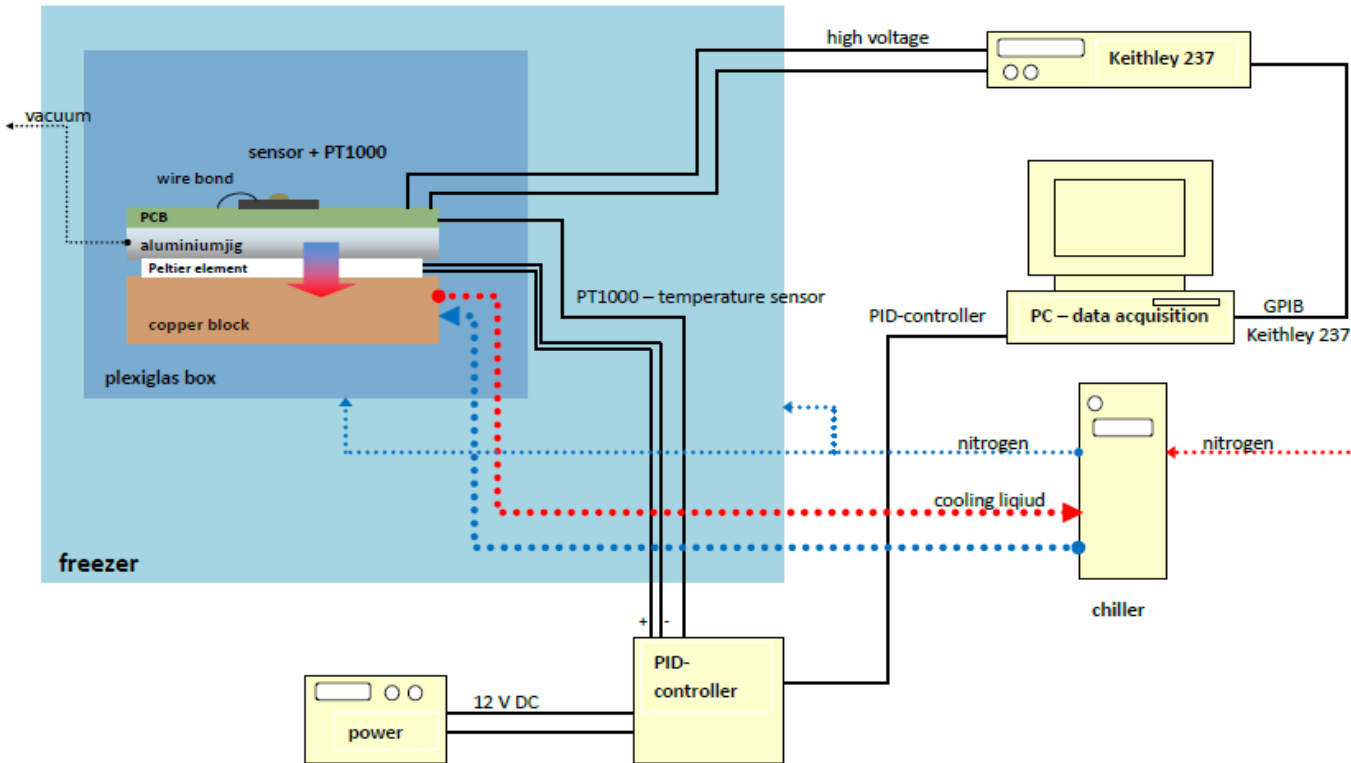 high voltage
Keithley 237
vacuum
sensor + PT1000
wire bond
PCB
aluminiumjig
Peltier element
copper block
plexiglas box
PT1000 – temperature sensor
PID-controller
PC – data acquisition
GPIB
Keithley 237
nitrogen
nitrogen
cooling liqiud
freezer
chiller
+ -
PID-
controller
12 V DC
power